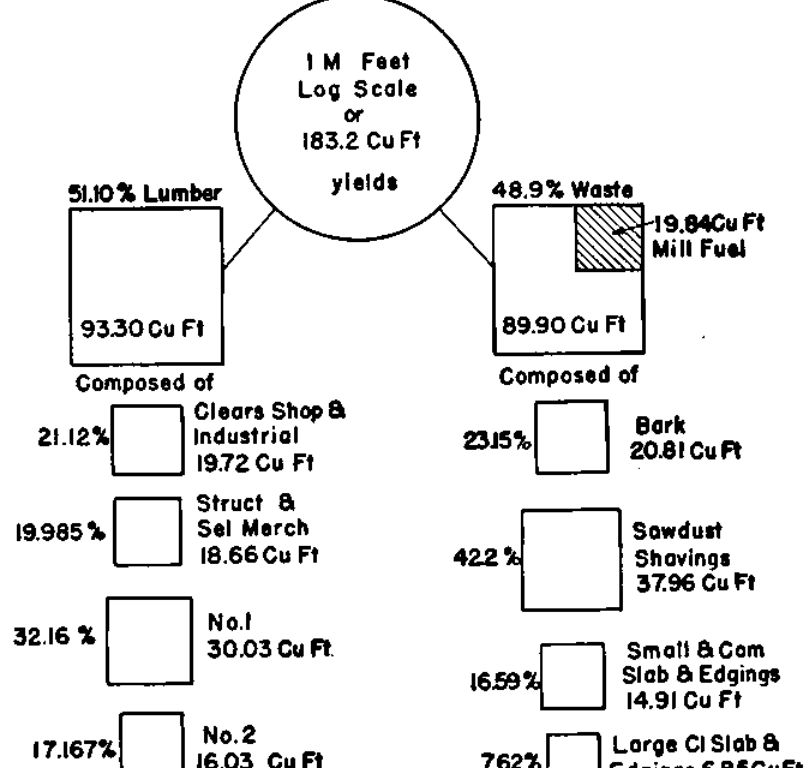 1 M Feet
Log Scale
or
183.2 Cu Ft
yields
51.10% Lumber
93.30 Cu Ft
Composed of
21.12%
Clears Shop &
Industrial
19.72 Cu Ft
19.985 %
Struct &
Sel Merch
18.66 Cu Ft
32.16 %
No.1
30.03 Cu Ft.
17.167%
No.2
16.03 Cu Ft
48.9% Waste
19.84 Cu Ft
Mill Fuel
89.90 Cu Ft
Composed of
23.15%
Bark
20.81 Cu Ft
42.2 %
Sawdust
Shavings
37.96 Cu Ft
16.59%
Small & Com
Slab & Edgings
14.91 Cu Ft
7.62%
Large Cl Slab &
Edgings 6.85 Cu Ft